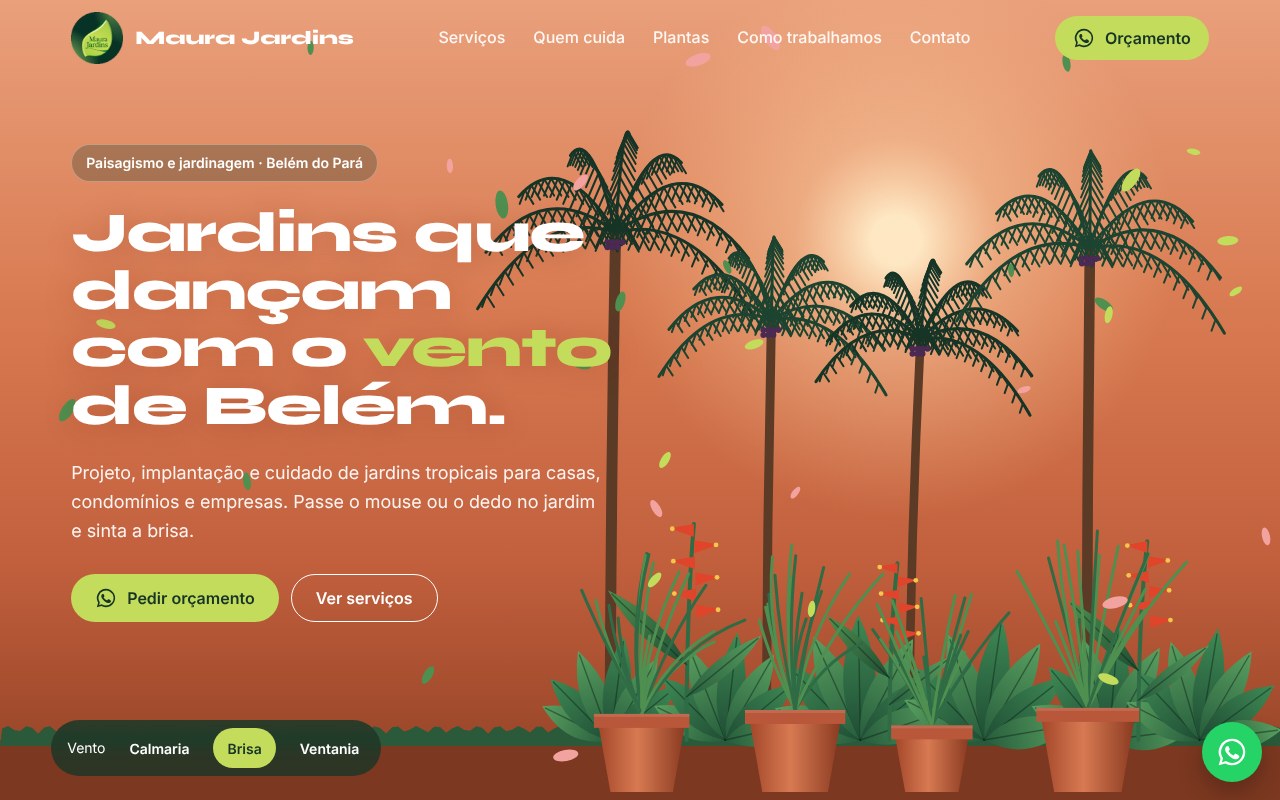 Maura Jardins
Maura Jardins
Serviços
Quem cuida
Plantas
Como trabalhamos
Contato
Orçamento
Paisagismo e jardinagem · Belém do Pará
Jardins que
dançam
com o vento
de Belém.
Projeto, implantação e cuidado de jardins tropicais para casas,
condomínios e empresas. Passe o mouse ou o dedo no jardim
e sinta a brisa.
Pedir orçamento
Ver serviços
Vento
Calmaria
Brisa
Ventania